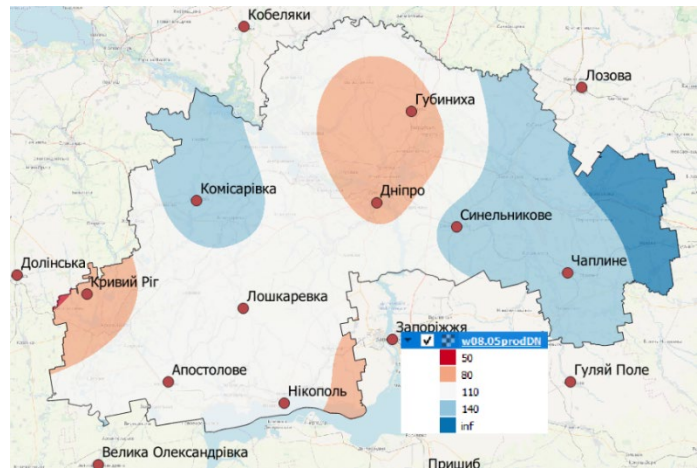 Кобеляки
Лозова
Губиниха
Комісарівка
Дніпро
Синельникове
Долінська
Чаплине
Кривий Ріг
Лошкаревка
Запоріжжя
w08.05prodDN
50
80
110
140
inf
Апостолове
Гуляй Поле
Нікополь
Велика Олександрівка
Пришиб